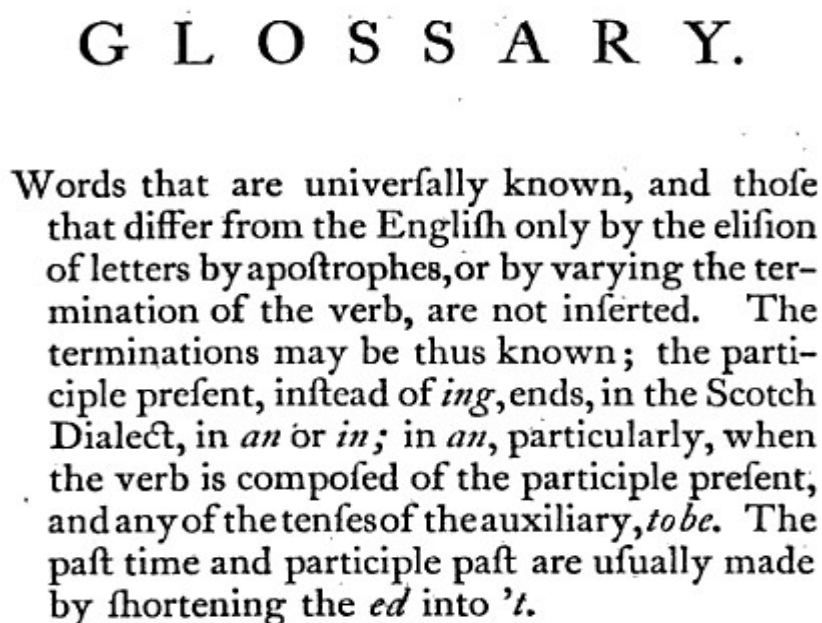 GLOSSARY.
Words that are univerſally known, and thoſe
that differ from the Engliſh only by the eliſion
of letters by apoſtrophes, or by varying the ter-
mination of the verb, are not inſerted. The
terminations may be thus known; the parti-
ciple preſent, inſtead of ing, ends, in the Scotch
Dialect, in an or in; in an, particularly, when
the verb is compoſed of the participle preſent,
and any of the tenſes of the auxiliary, to be. The
paſt time and participle paſt are uſually made
by ſhortening the ed into 't.